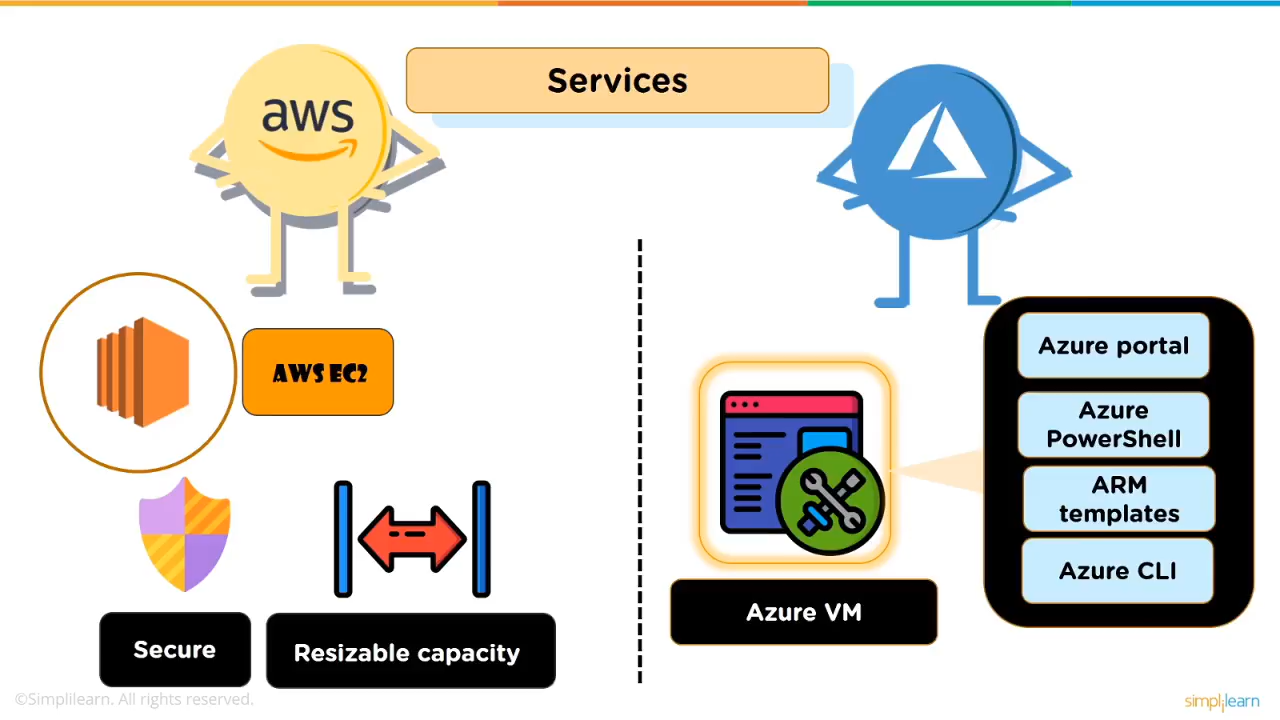 Services
aws
AWS EC2
Secure
Resizable capacity
Azure VM
Azure portal
Azure
PowerShell
ARM
templates
Azure CLI
©Simplilearn. All rights reserved.
simplilearn